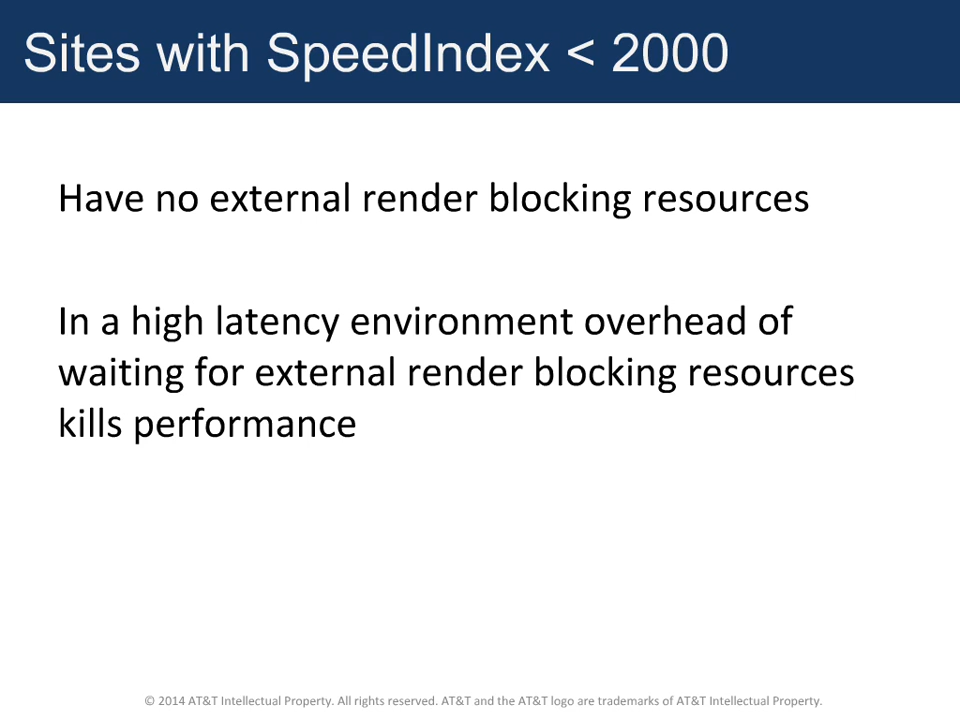 Sites with SpeedIndex < 2000
Have no external render blocking resources
In a high latency environment overhead of
waiting for external render blocking resources
kills performance
© 2014 AT&T Intellectual Property. All rights reserved. AT&T and the AT&T logo are trademarks of AT&T Intellectual Property.